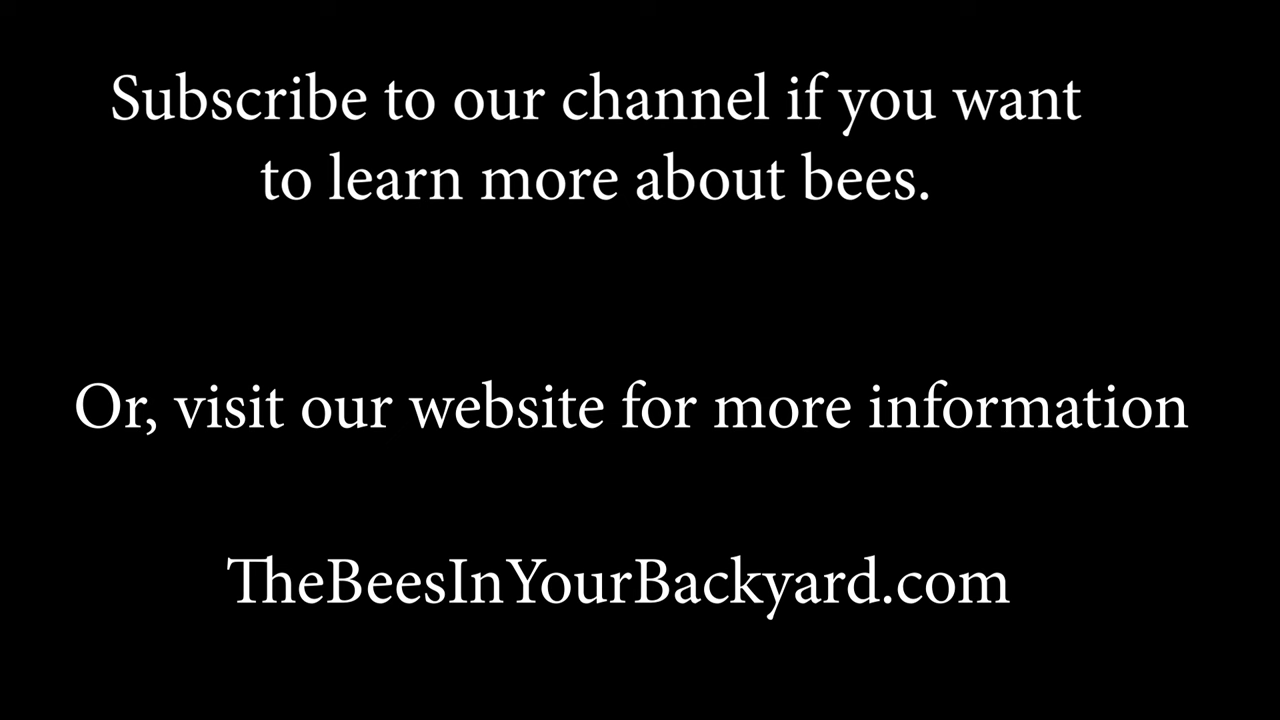 Subscribe to our channel if you want
to learn more about bees.
Or, visit our website for more information
TheBeesInYourBackyard.com